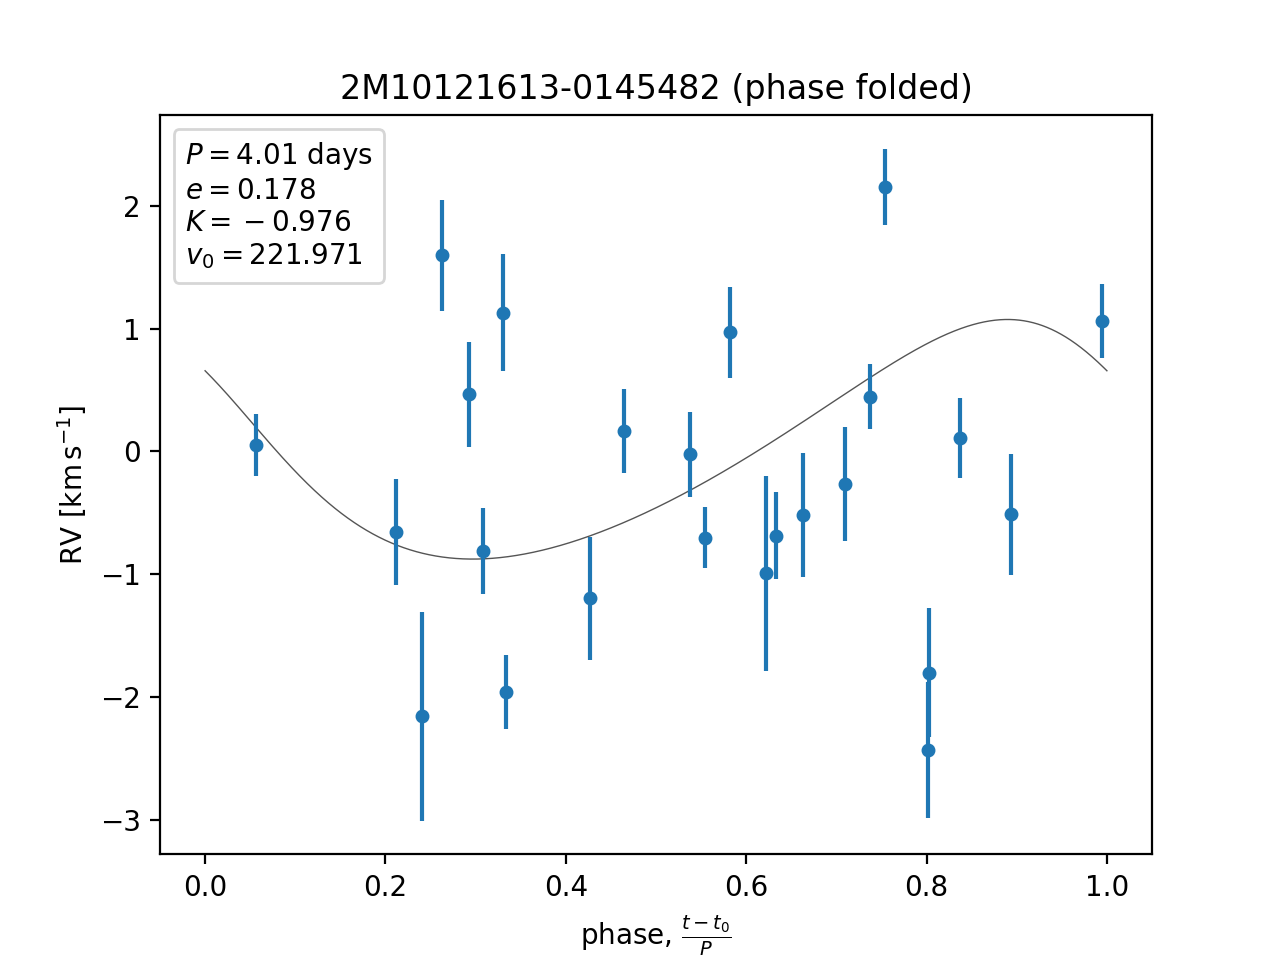 2M10121613-0145482 (phase folded)
P = 4.01 days
e = 0.178
K = −0.976
v₀ = 221.971
2
1
0
−1
−2
−3
RV [km s⁻¹]
0.0 0.2 0.4 0.6 0.8 1.0
phase, (t − t₀)/P